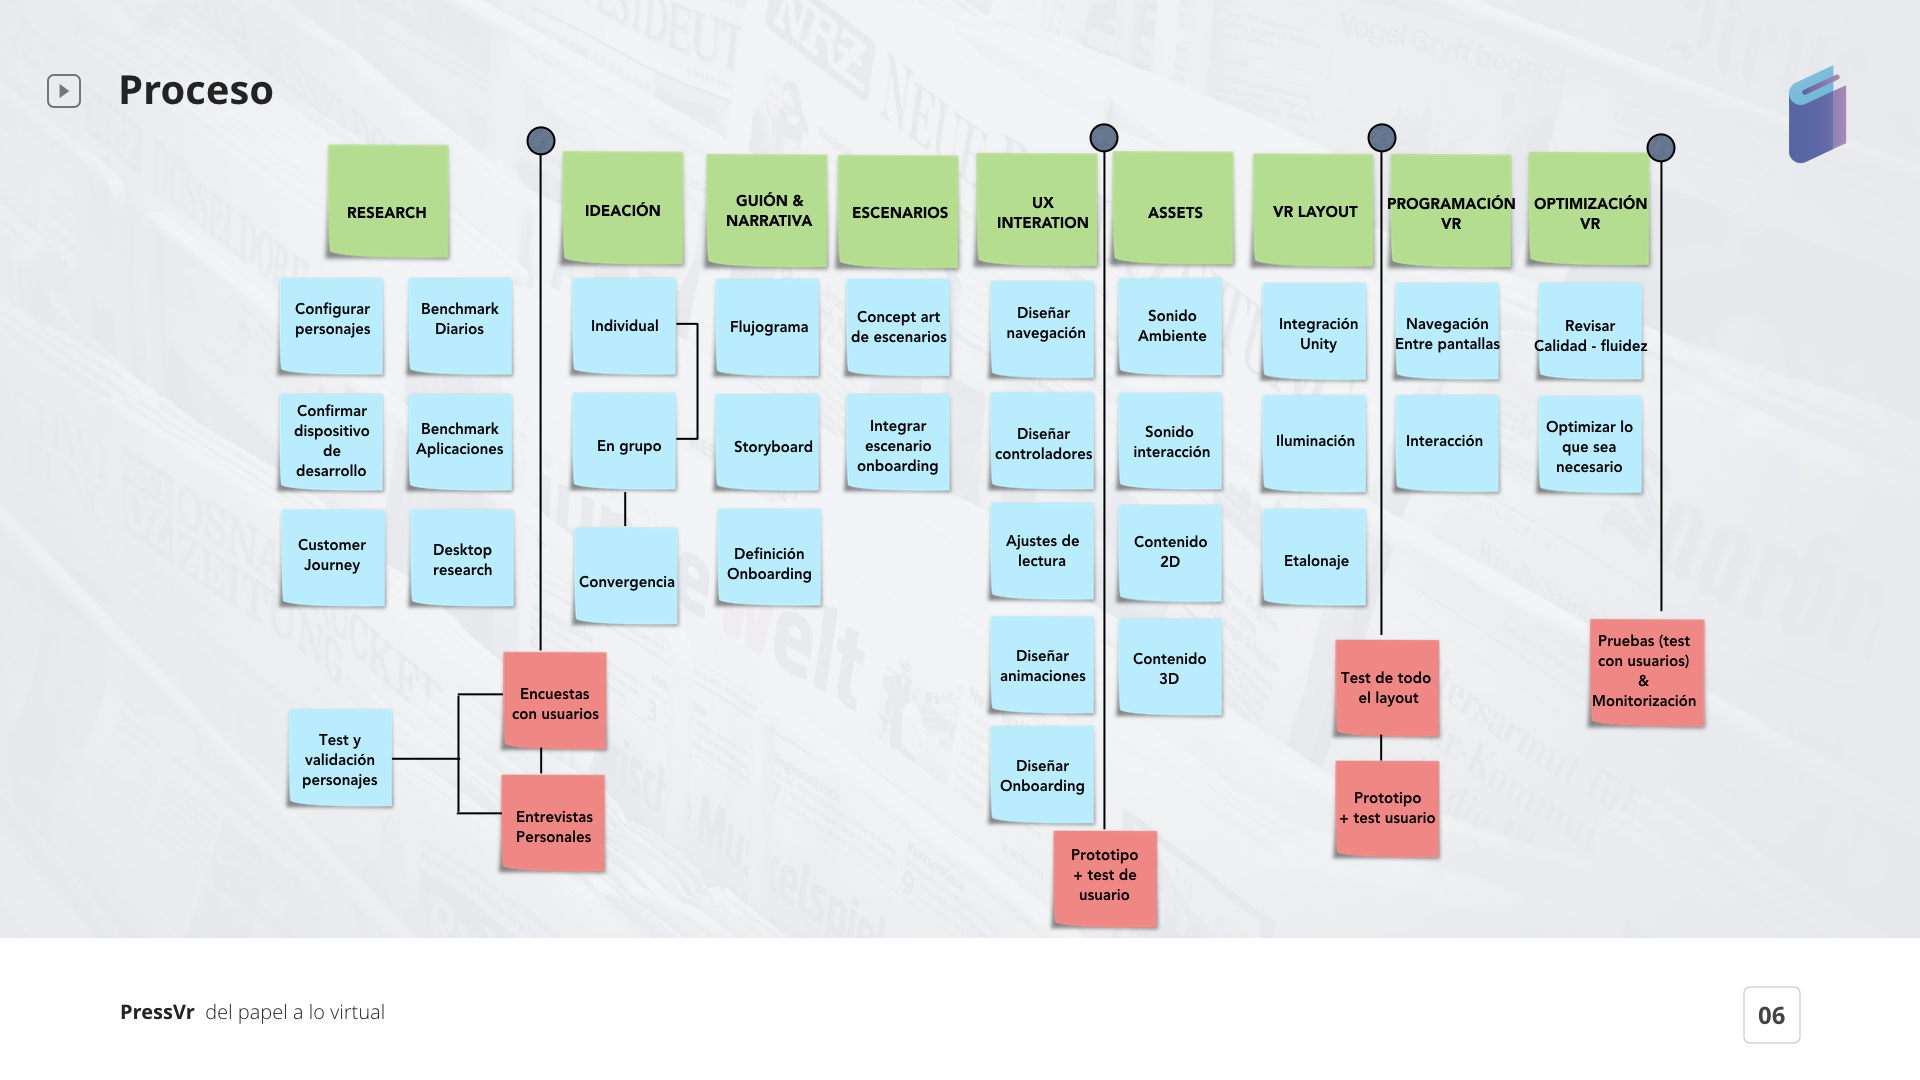 Proceso
RESEARCH
Configurar
personajes
Benchmark
Diarios
Confirmar
dispositivo
de
desarrollo
Benchmark
Aplicaciones
Customer
Journey
Desktop
research
Test y
validación
personajes
Encuestas
con usuarios
Entrevistas
Personales
IDEACIÓN
Individual
En grupo
Convergencia
GUIÓN &
NARRATIVA
Flujograma
Storyboard
Definición
Onboarding
ESCENARIOS
Concept art
de escenarios
Integrar
escenario
onboarding
UX
INTERATION
Diseñar
navegación
Diseñar
controladores
Ajustes de
lectura
Diseñar
animaciones
Diseñar
Onboarding
Prototipo
+ test de
usuario
ASSETS
Sonido
Ambiente
Sonido
interacción
Contenido
2D
Contenido
3D
VR LAYOUT
Integración
Unity
Iluminación
Etalonaje
Test de todo
el layout
Prototipo
+ test usuario
PROGRAMACIÓN
VR
Navegación
Entre pantallas
Interacción
OPTIMIZACIÓN
VR
Revisar
Calidad - fluidez
Optimizar lo
que sea
necesario
Pruebas (test
con usuarios)
&
Monitorización
PressVr del papel a lo virtual
06